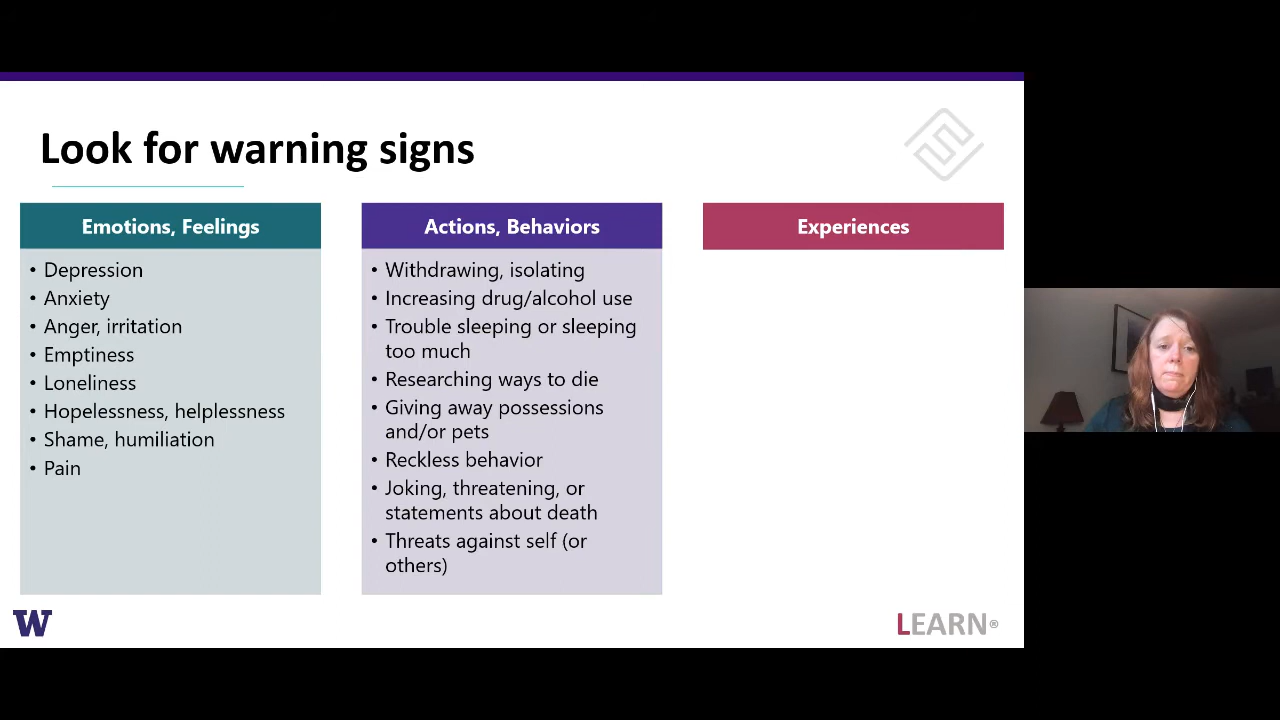 Look for warning signs
Emotions, Feelings
• Depression
• Anxiety
• Anger, irritation
• Emptiness
• Loneliness
• Hopelessness, helplessness
• Shame, humiliation
• Pain
Actions, Behaviors
• Withdrawing, isolating
• Increasing drug/alcohol use
• Trouble sleeping or sleeping
too much
• Researching ways to die
• Giving away possessions
and/or pets
• Reckless behavior
• Joking, threatening, or
statements about death
• Threats against self (or
others)
Experiences
W
LEARN®